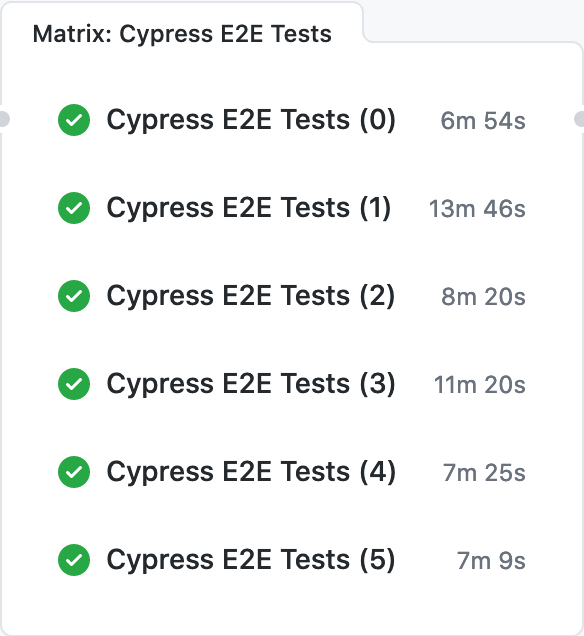 Matrix: Cypress E2E Tests
Cypress E2E Tests (0) 6m 54s
Cypress E2E Tests (1) 13m 46s
Cypress E2E Tests (2) 8m 20s
Cypress E2E Tests (3) 11m 20s
Cypress E2E Tests (4) 7m 25s
Cypress E2E Tests (5) 7m 9s